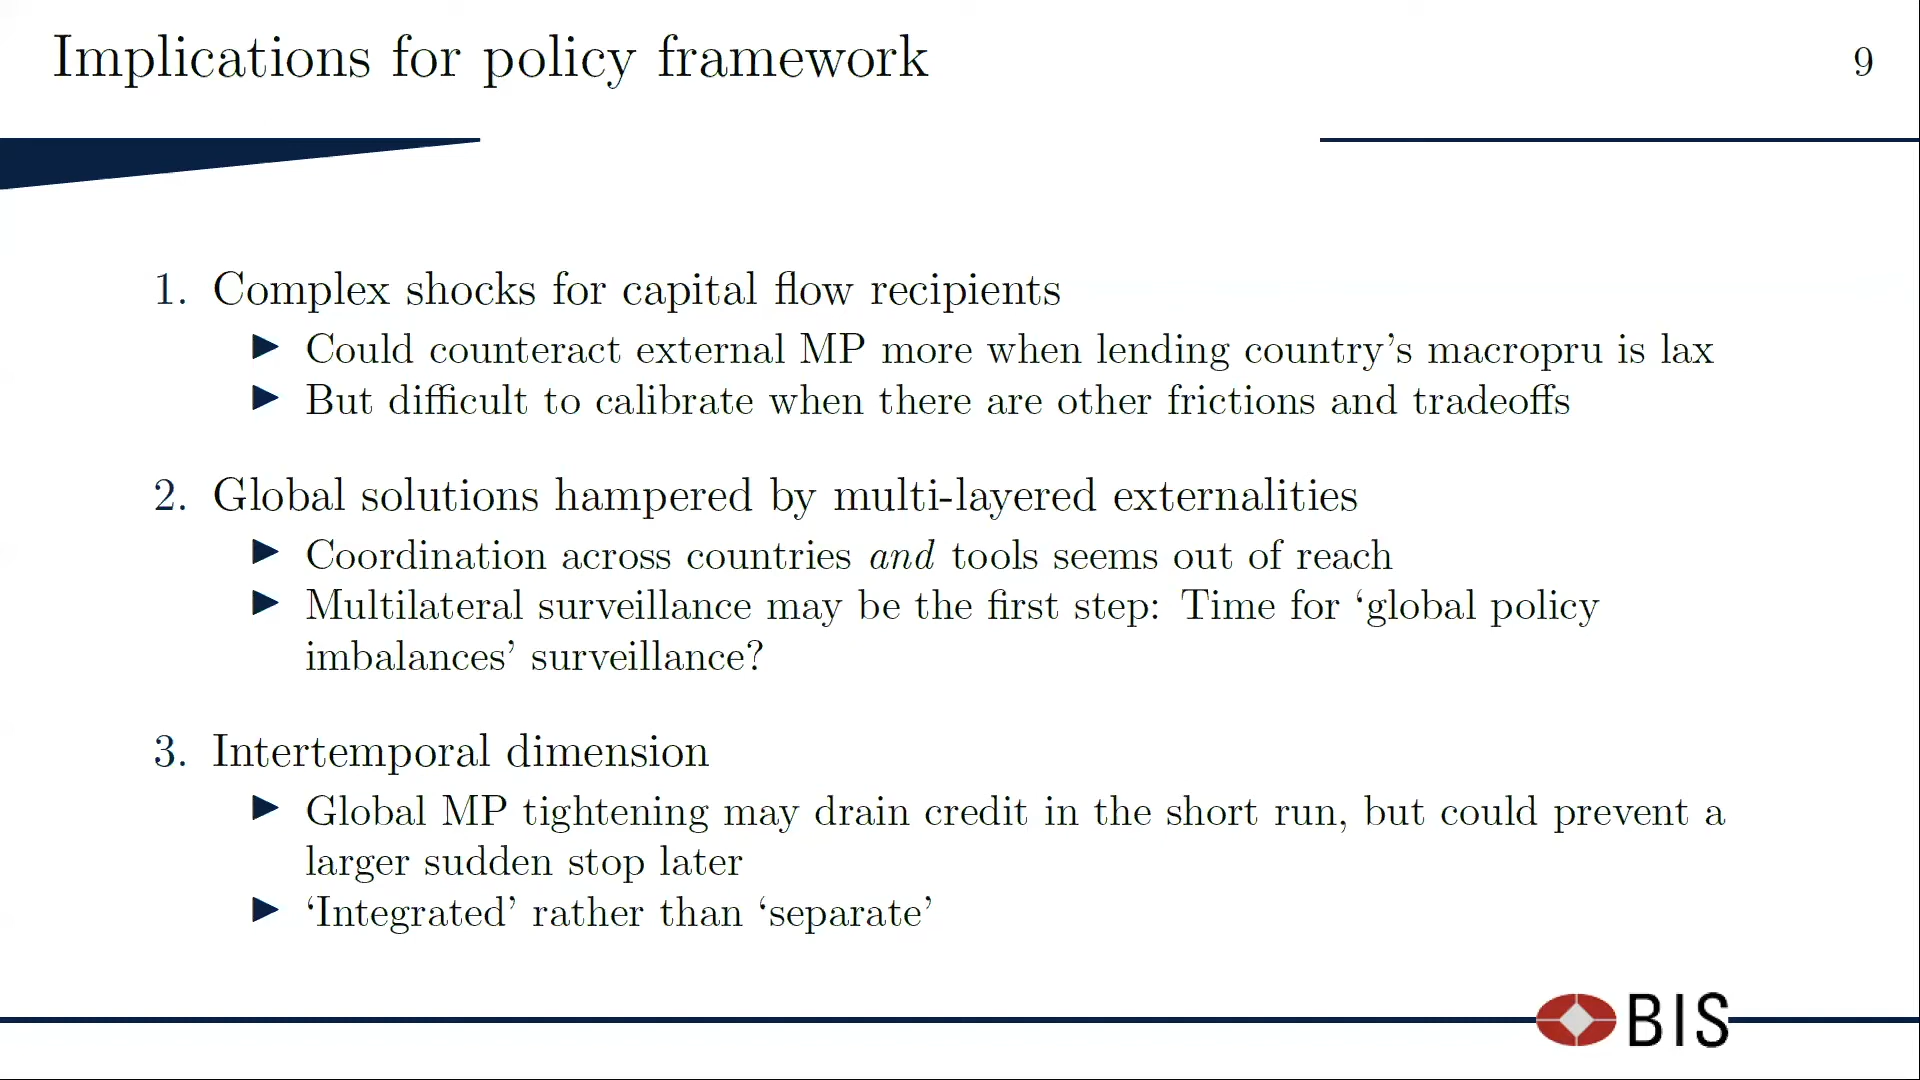 Implications for policy framework
9
1. Complex shocks for capital flow recipients
▶ Could counteract external MP more when lending country’s macropru is lax
▶ But difficult to calibrate when there are other frictions and tradeoffs
2. Global solutions hampered by multi-layered externalities
▶ Coordination across countries and tools seems out of reach
▶ Multilateral surveillance may be the first step: Time for ‘global policy
imbalances’ surveillance?
3. Intertemporal dimension
▶ Global MP tightening may drain credit in the short run, but could prevent a
larger sudden stop later
▶ ‘Integrated’ rather than ‘separate’
BIS